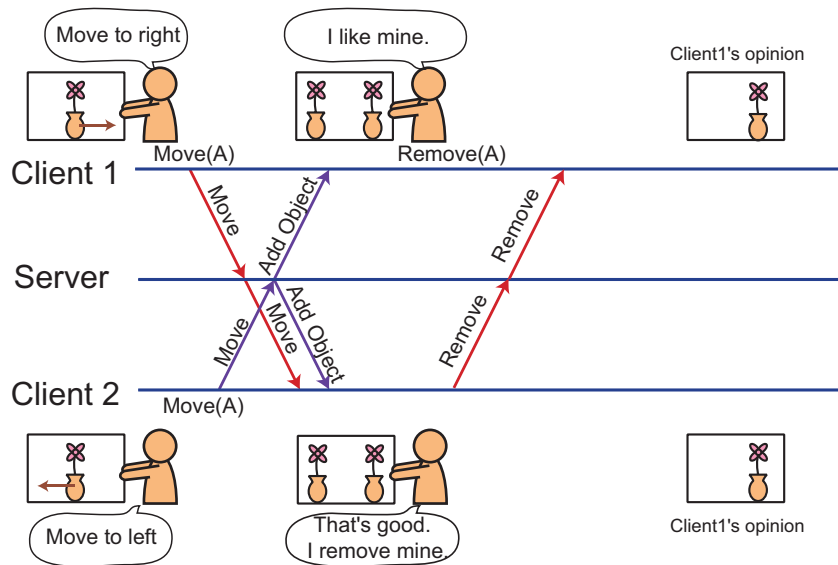 Move to right
I like mine.
Client1's opinion
Move(A)
Remove(A)
Client 1
Move
Add Object
Remove
Server
Move
Move
Add Object
Remove
Client 2
Move(A)
Move to left
That's good.
I remove mine.
Client1's opinion